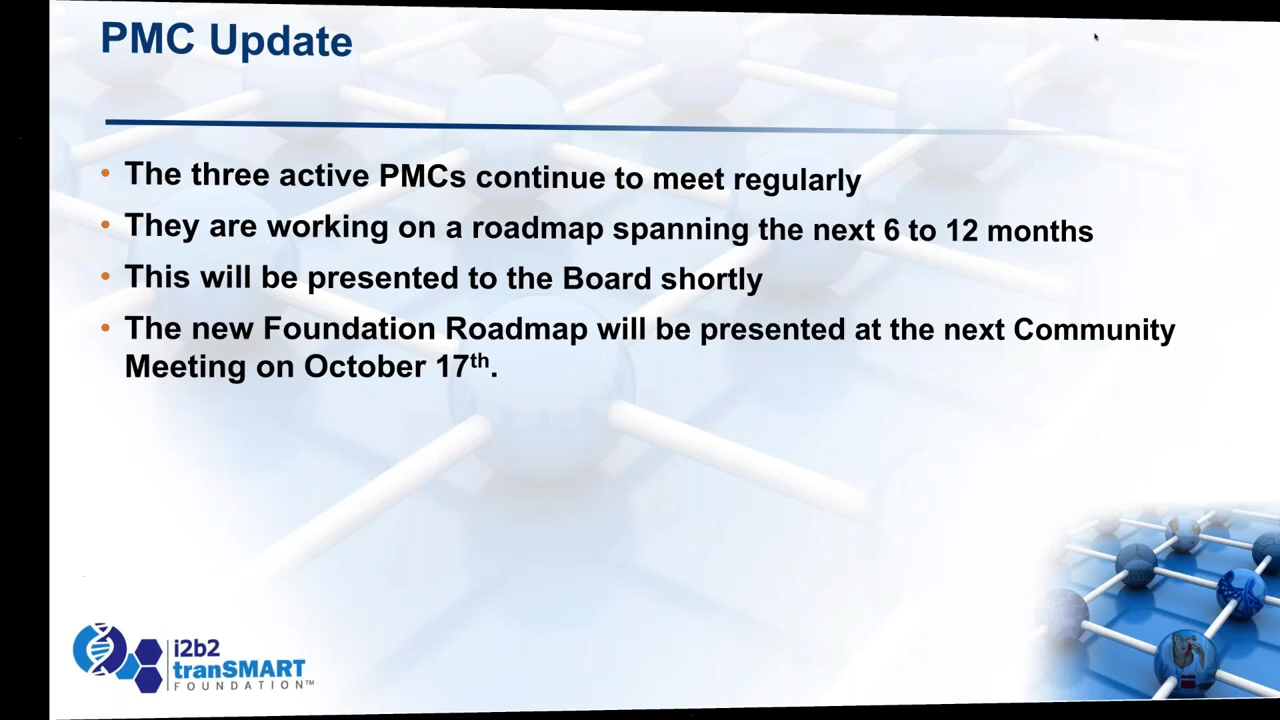 PMC Update
• The three active PMCs continue to meet regularly
• They are working on a roadmap spanning the next 6 to 12 months
• This will be presented to the Board shortly
• The new Foundation Roadmap will be presented at the next Community
Meeting on October 17th.
i2b2
tranSMART
FOUNDATION™